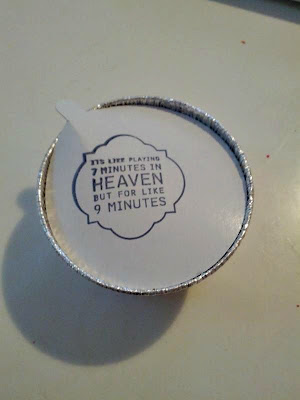 ITS LIKE PLAYING
7 MINUTES IN
HEAVEN
BUT FOR LIKE
9 MINUTES